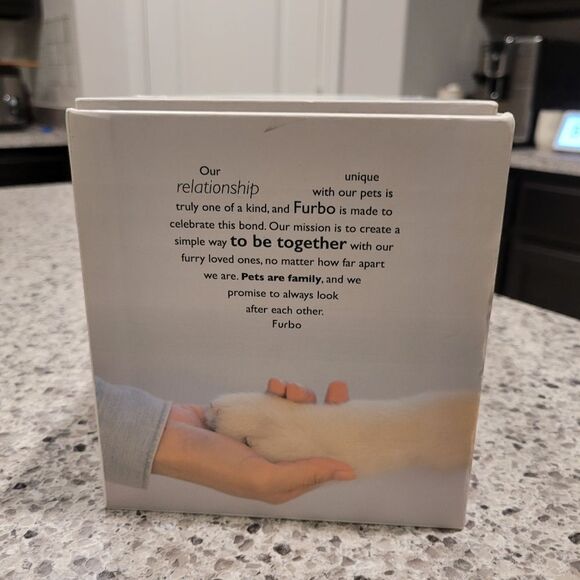 Our unique
relationship with our pets is
truly one of a kind, and Furbo is made to
celebrate this bond. Our mission is to create a
simple way to be together with our
furry loved ones, no matter how far apart
we are. Pets are family, and we
promise to always look
after each other.
Furbo